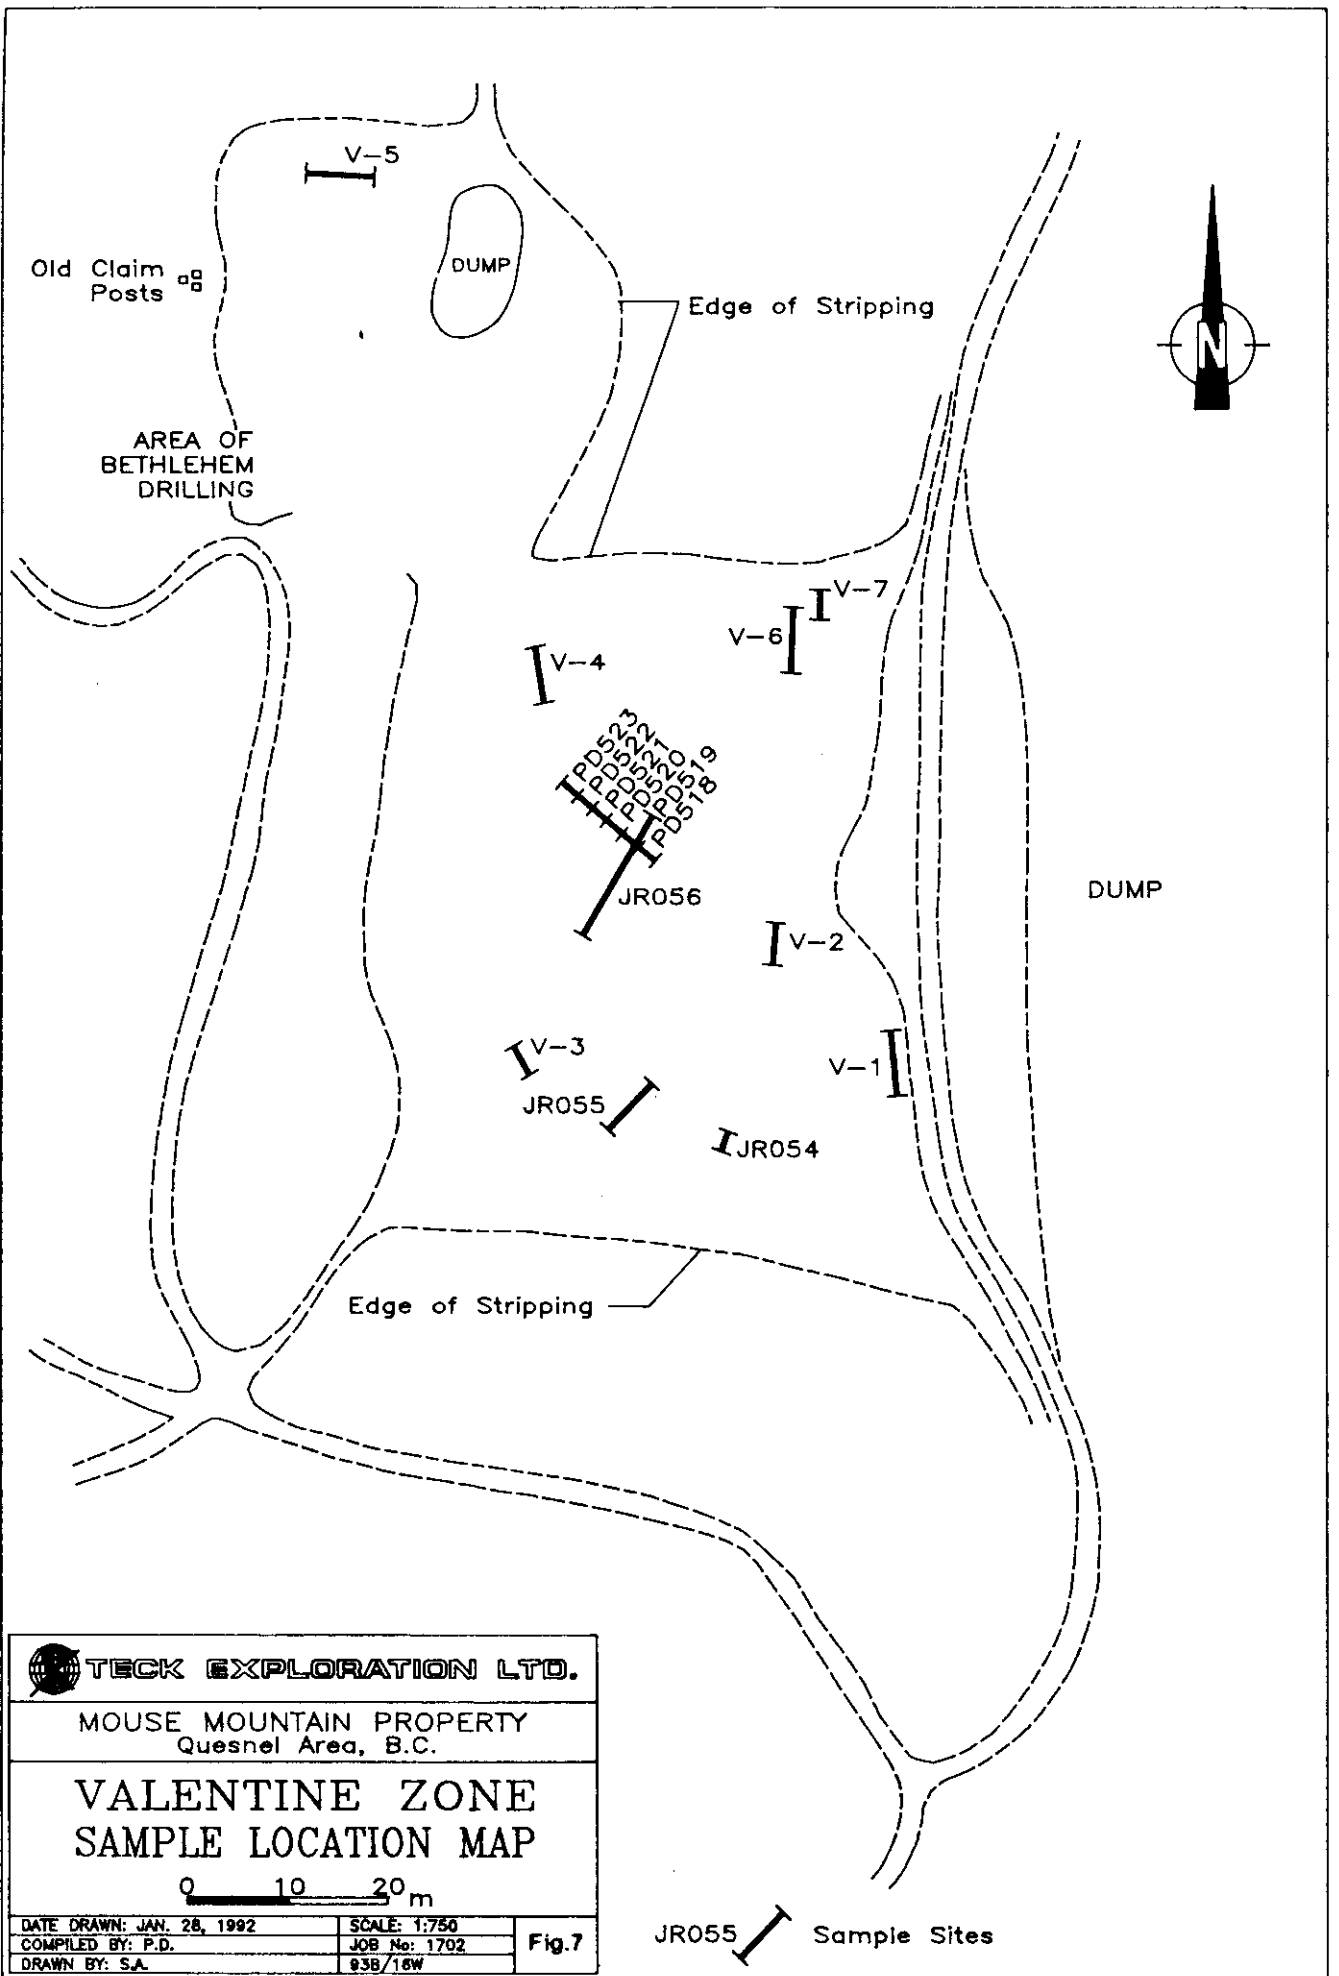 V-5
Old Claim
Posts
DUMP
Edge of Stripping
N
AREA OF
BETHLEHEM
DRILLING
V-7
V-6
V-4
PD523
PD522
PD521
PD520
PD519
PD518
JR056
DUMP
V-2
V-3
V-1
JR055
JR054
Edge of Stripping
TECK EXPLORATION LTD.
MOUSE MOUNTAIN PROPERTY
Quesnel Area, B.C.
VALENTINE ZONE
SAMPLE LOCATION MAP
0 10 20 m
DATE DRAWN: JAN. 28, 1992 SCALE: 1:750
COMPILED BY: P.D. JOB No: 1702 Fig.7
DRAWN BY: S.A. 93B/16W
JR055 Sample Sites